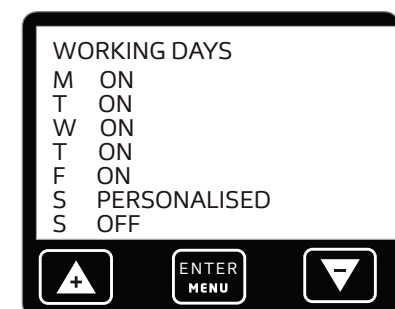 WORKING DAYS
M ON
T ON
W ON
T ON
F ON
S PERSONALISED
S OFF
+
ENTER
MENU
-